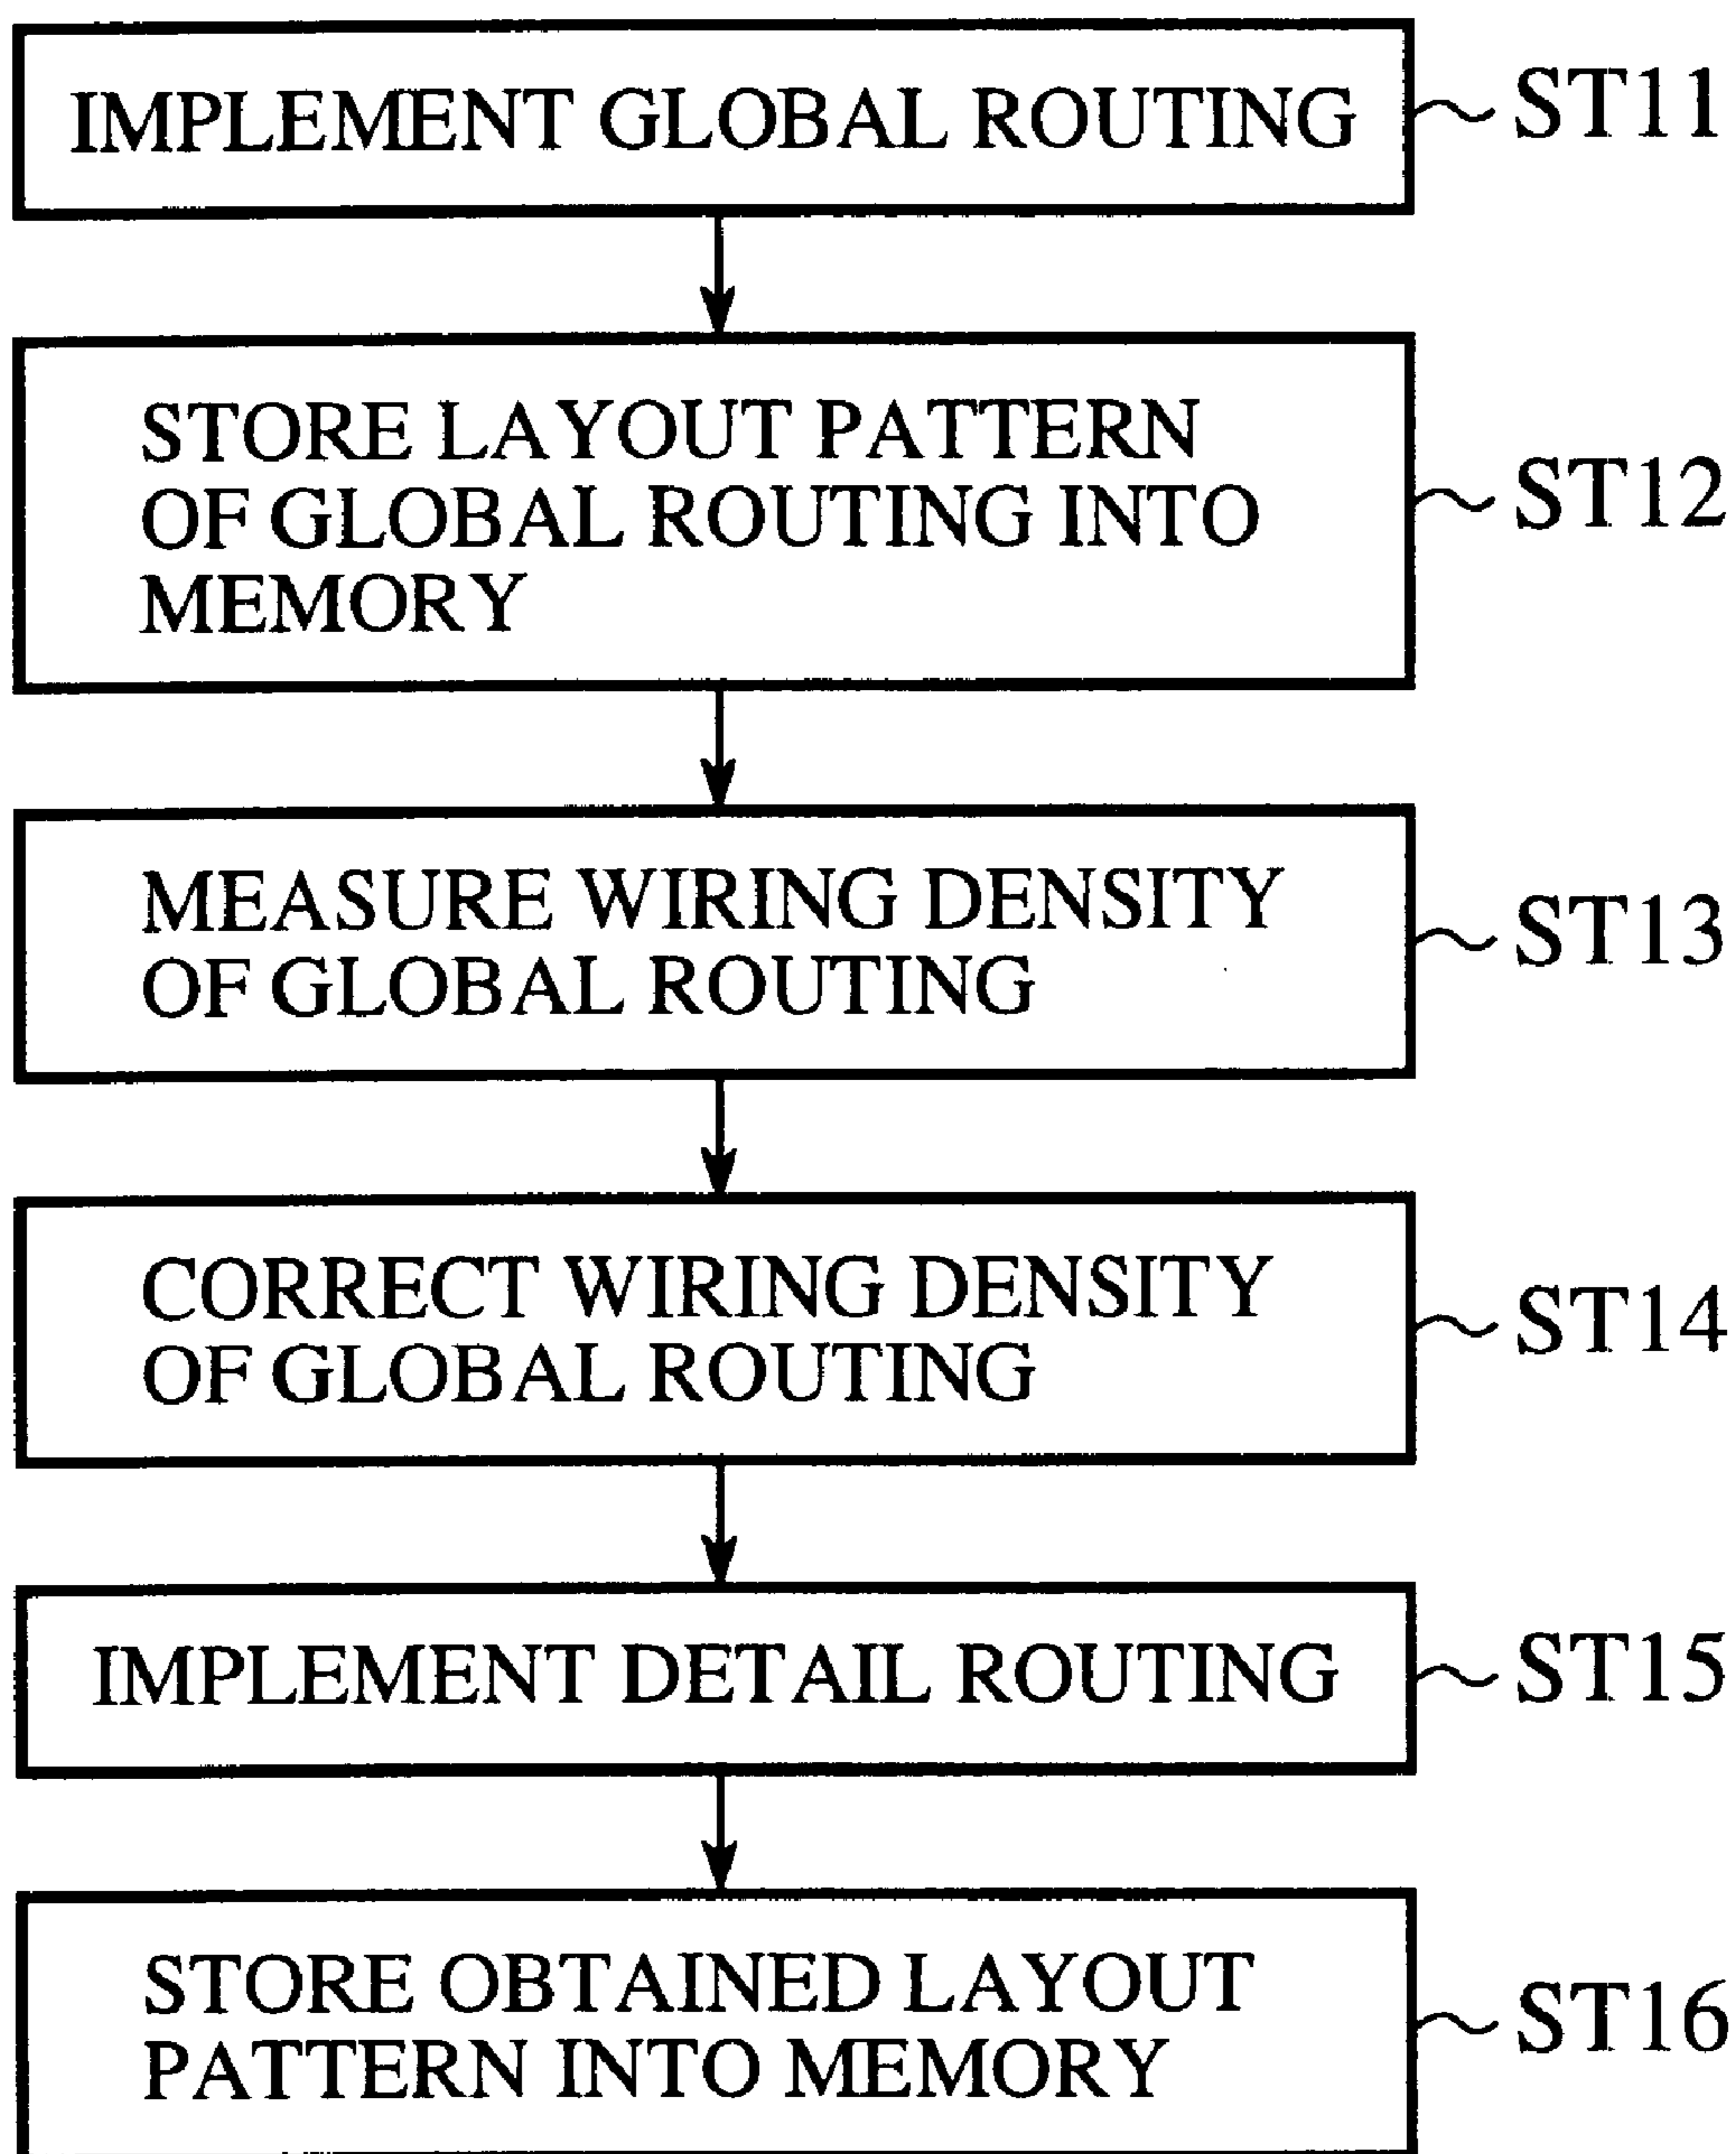 IMPLEMENT GLOBAL ROUTING
ST11
STORE LAYOUT PATTERN
OF GLOBAL ROUTING INTO
MEMORY
ST12
MEASURE WIRING DENSITY
OF GLOBAL ROUTING
ST13
CORRECT WIRING DENSITY
OF GLOBAL ROUTING
ST14
IMPLEMENT DETAIL ROUTING
ST15
STORE OBTAINED LAYOUT
PATTERN INTO MEMORY
ST16